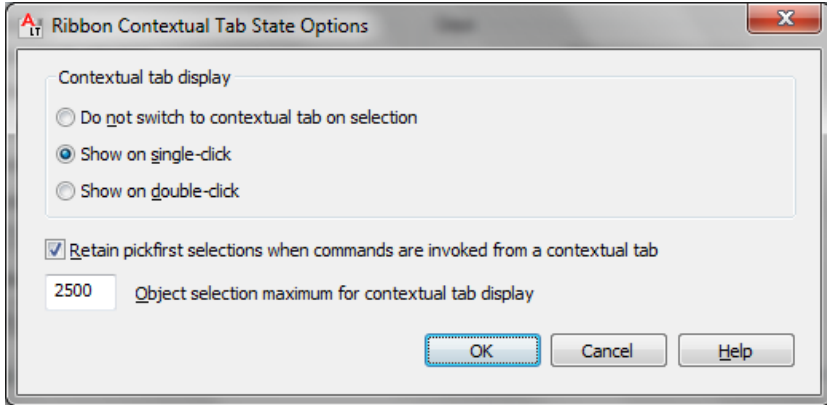 A LT Ribbon Contextual Tab State Options
Contextual tab display
Do not switch to contextual tab on selection
Show on single-click
Show on double-click
Retain pickfirst selections when commands are invoked from a contextual tab
2500 Object selection maximum for contextual tab display
OK Cancel Help